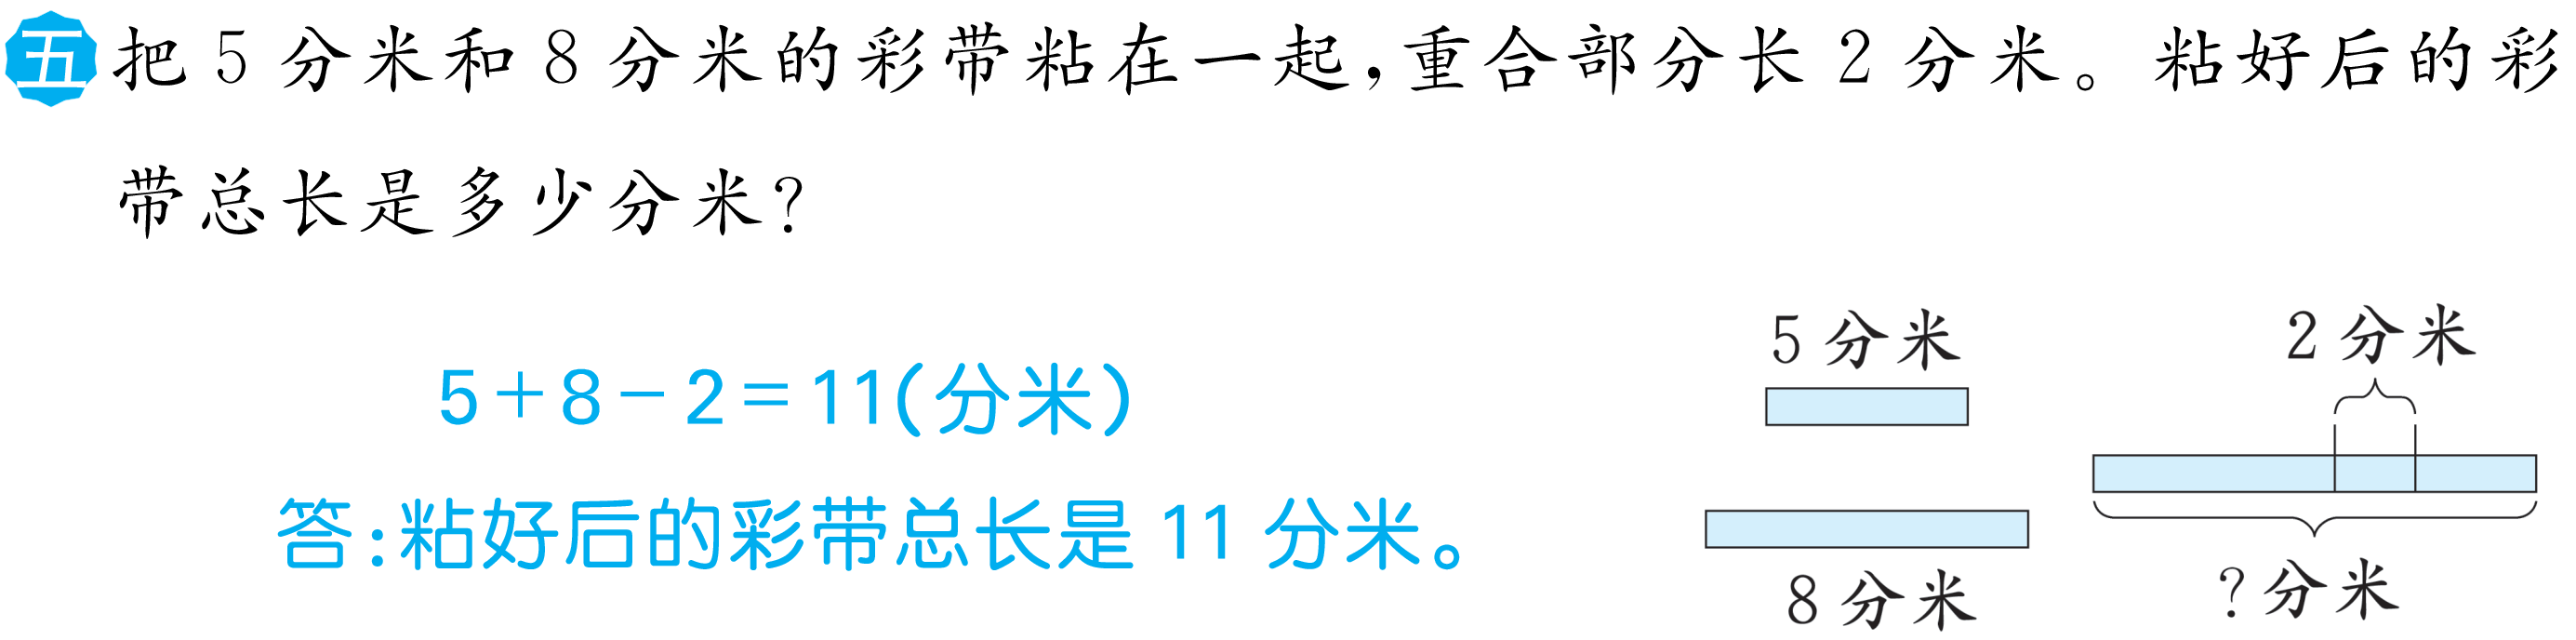 五 把 5 分米和 8 分米的彩带粘在一起,重合部分长 2 分米。粘好后的彩
带总长是多少分米?
5+8-2=11(分米)
答:粘好后的彩带总长是 11 分米。
5 分米
8 分米
2 分米
? 分米